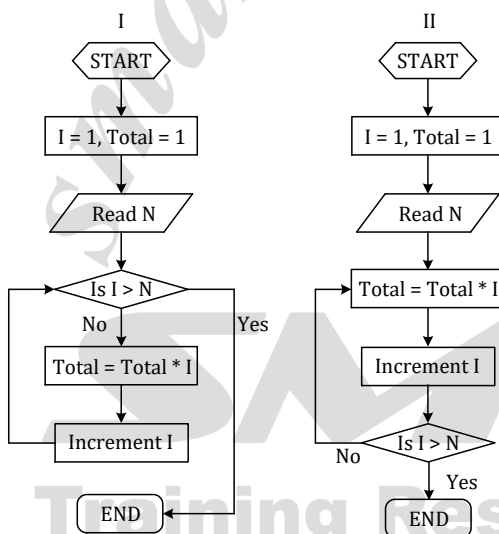 I
START
I = 1, Total = 1
Read N
Is I > N
No
Yes
Total = Total * I
Increment I
END
II
START
I = 1, Total = 1
Read N
Total = Total * I
Increment I
Is I > N
No
Yes
END
Training Res